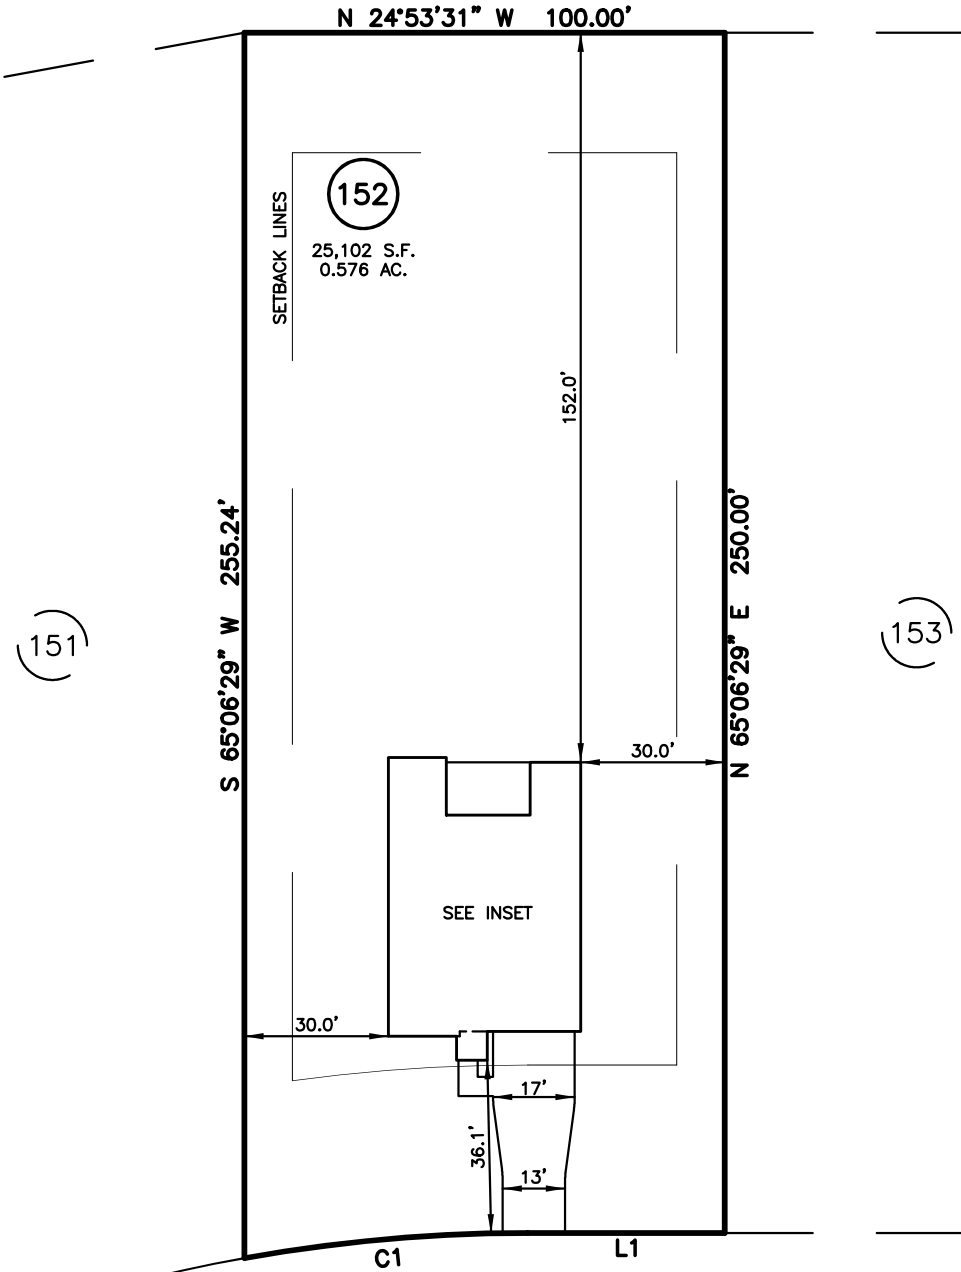 N 24°53'31" W 100.00'
152
25,102 S.F.
0.576 AC.
SETBACK LINES
152.0'
S 65°06'29" W 255.24'
N 65°06'29" E 250.00'
151
153
30.0'
SEE INSET
30.0'
17'
36.1'
13'
C1
L1